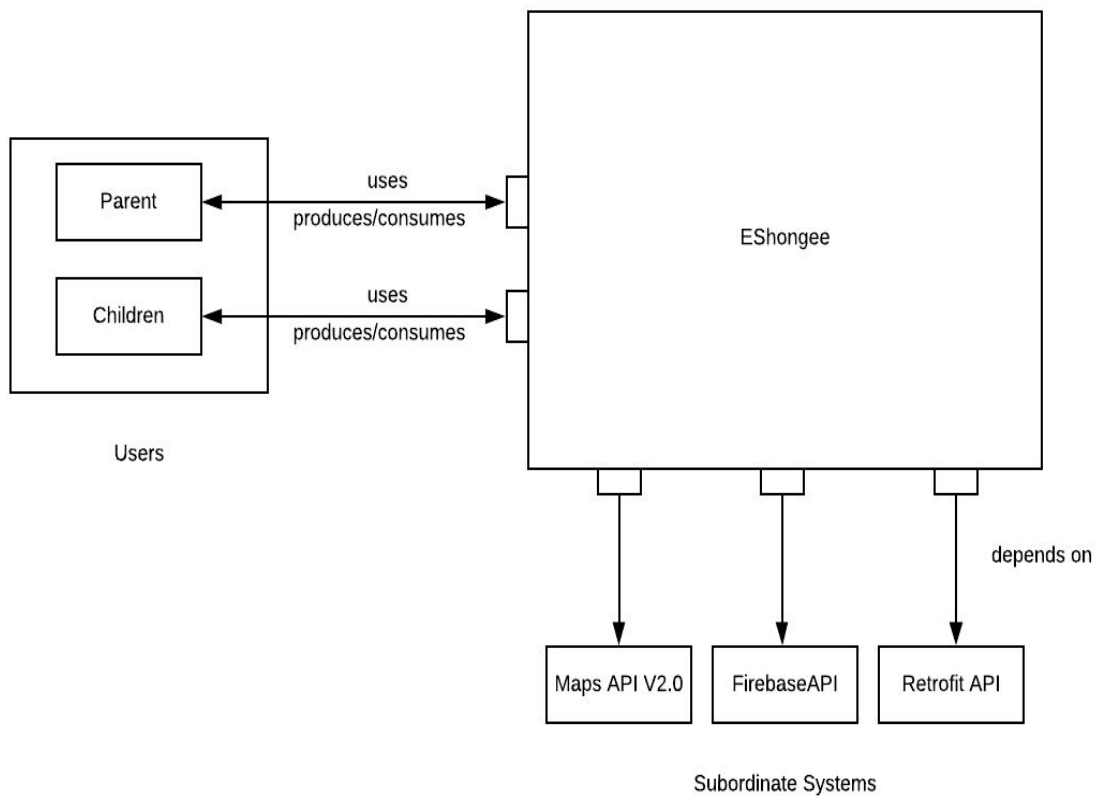 Parent
uses
produces/consumes
Children
uses
produces/consumes
Users
EShongee
depends on
Maps API V2.0
FirebaseAPI
Retrofit API
Subordinate Systems